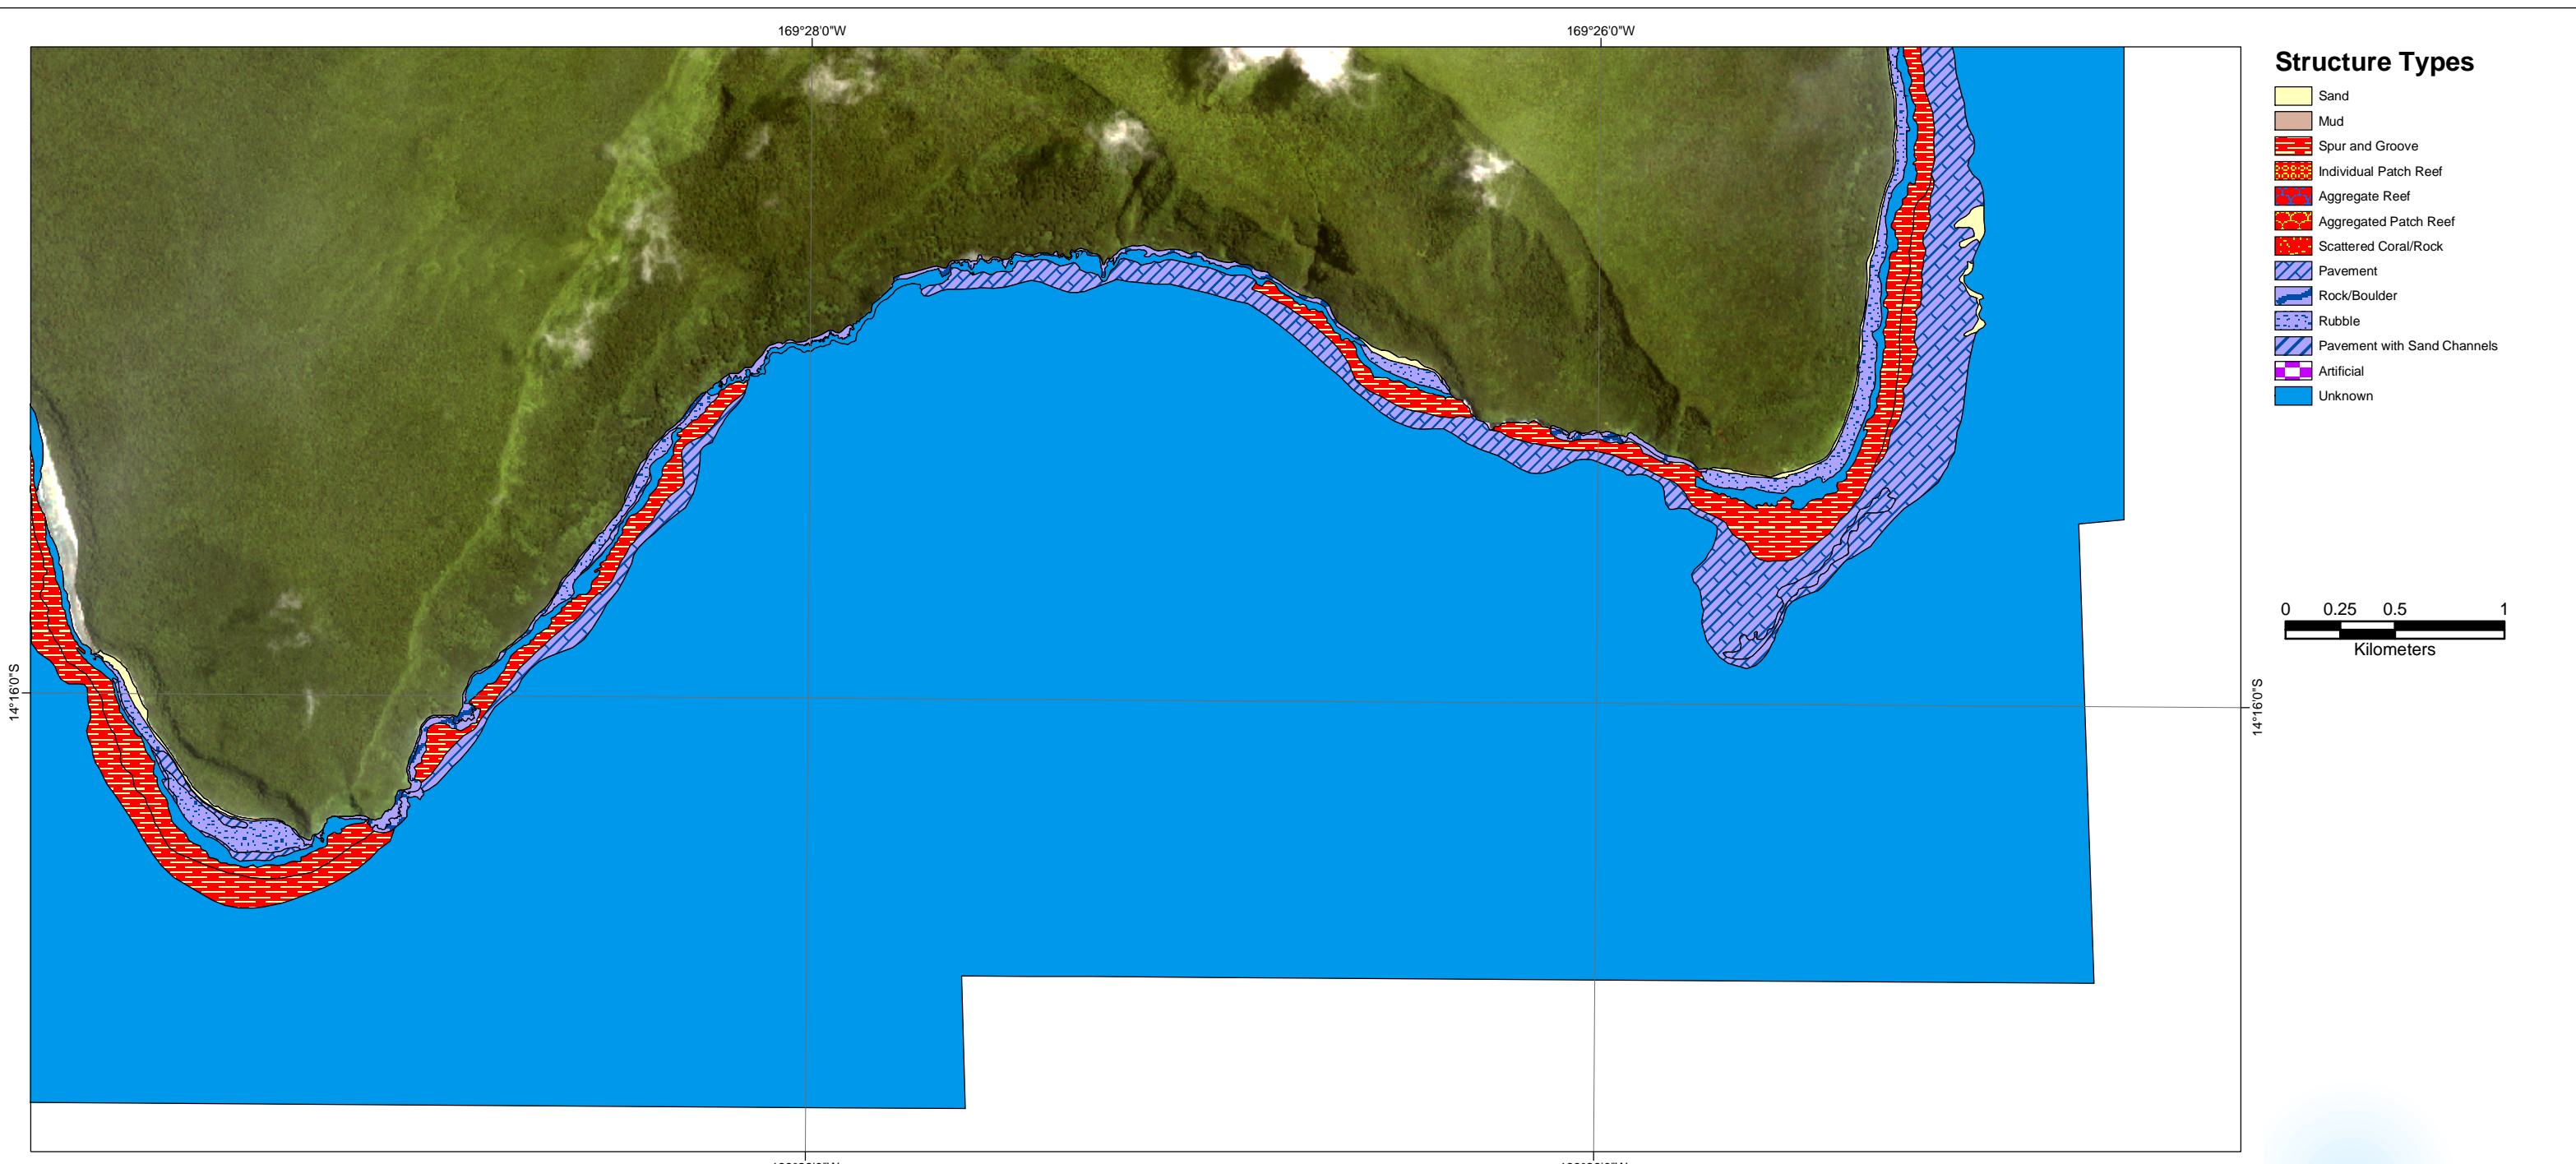 169°28'0"W
169°26'0"W
Structure Types
Sand
Mud
Spur and Groove
Individual Patch Reef
Aggregate Reef
Aggregated Patch Reef
Scattered Coral/Rock
Pavement
Rock/Boulder
Rubble
Pavement with Sand Channels
Artificial
Unknown
0 0.25 0.5 1
Kilometers
14°16'0"S
14°16'0"S